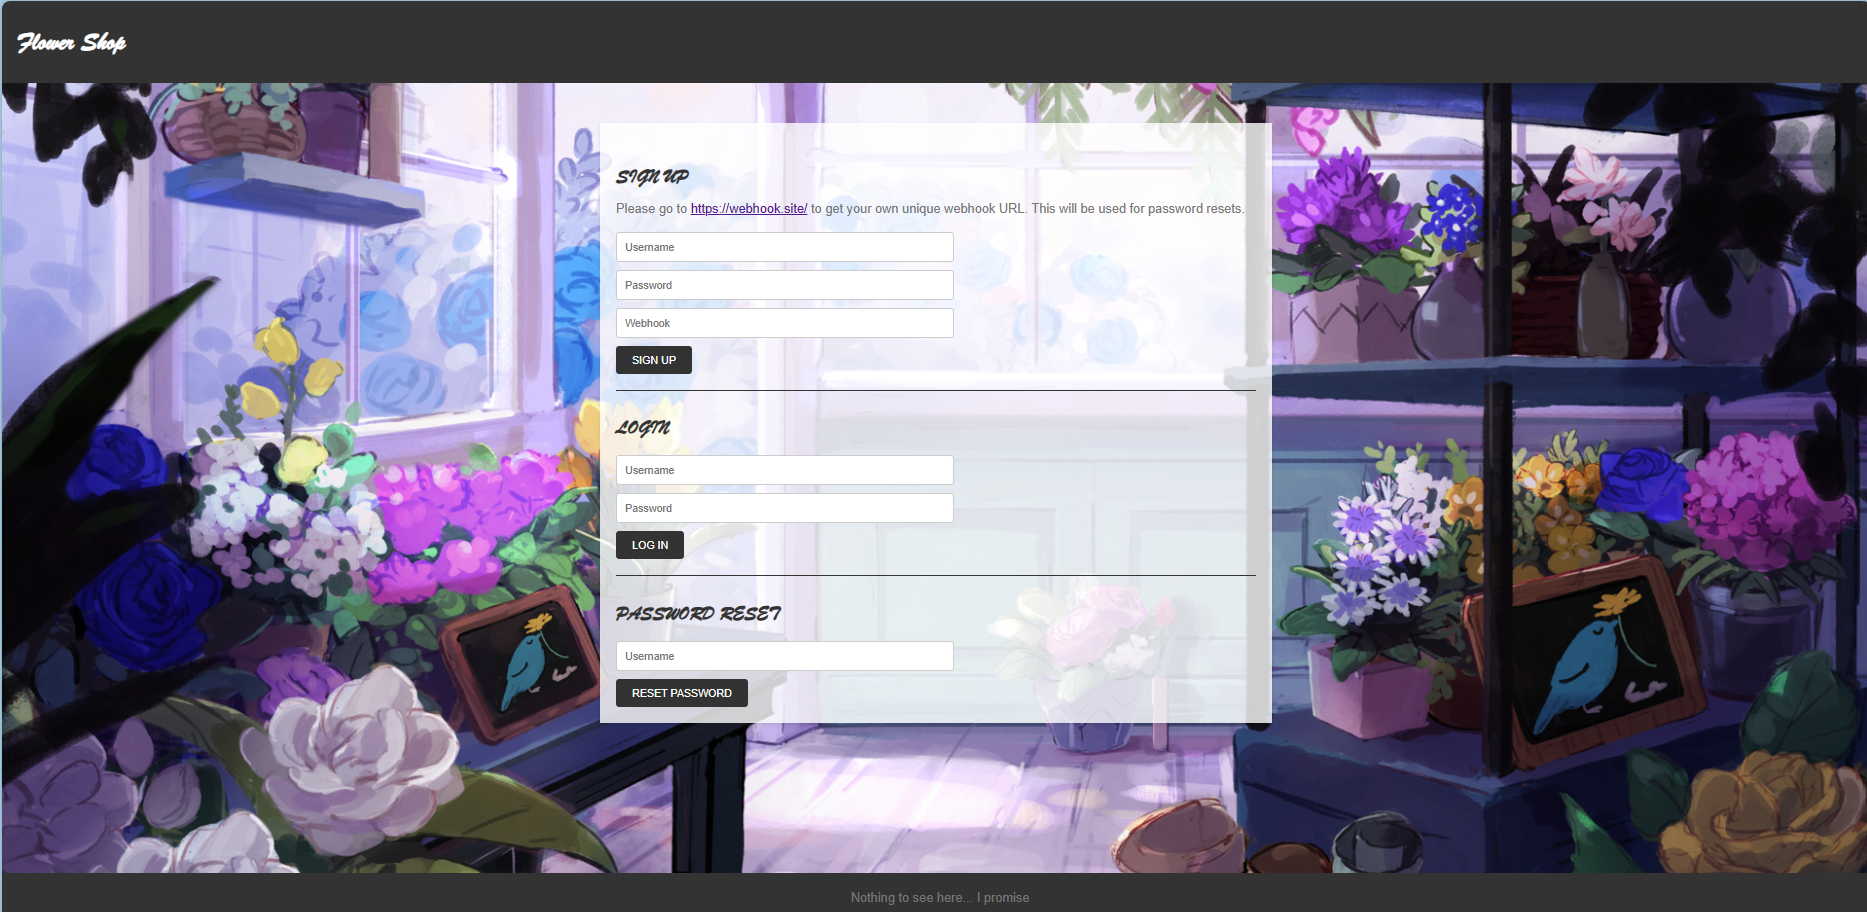 Flower Shop
SIGN UP
Please go to https://webhook.site/ to get your own unique webhook URL. This will be used for password resets.
Username
Password
Webhook
SIGN UP
LOGIN
Username
Password
LOG IN
PASSWORD RESET
Username
RESET PASSWORD
Nothing to see here... I promise